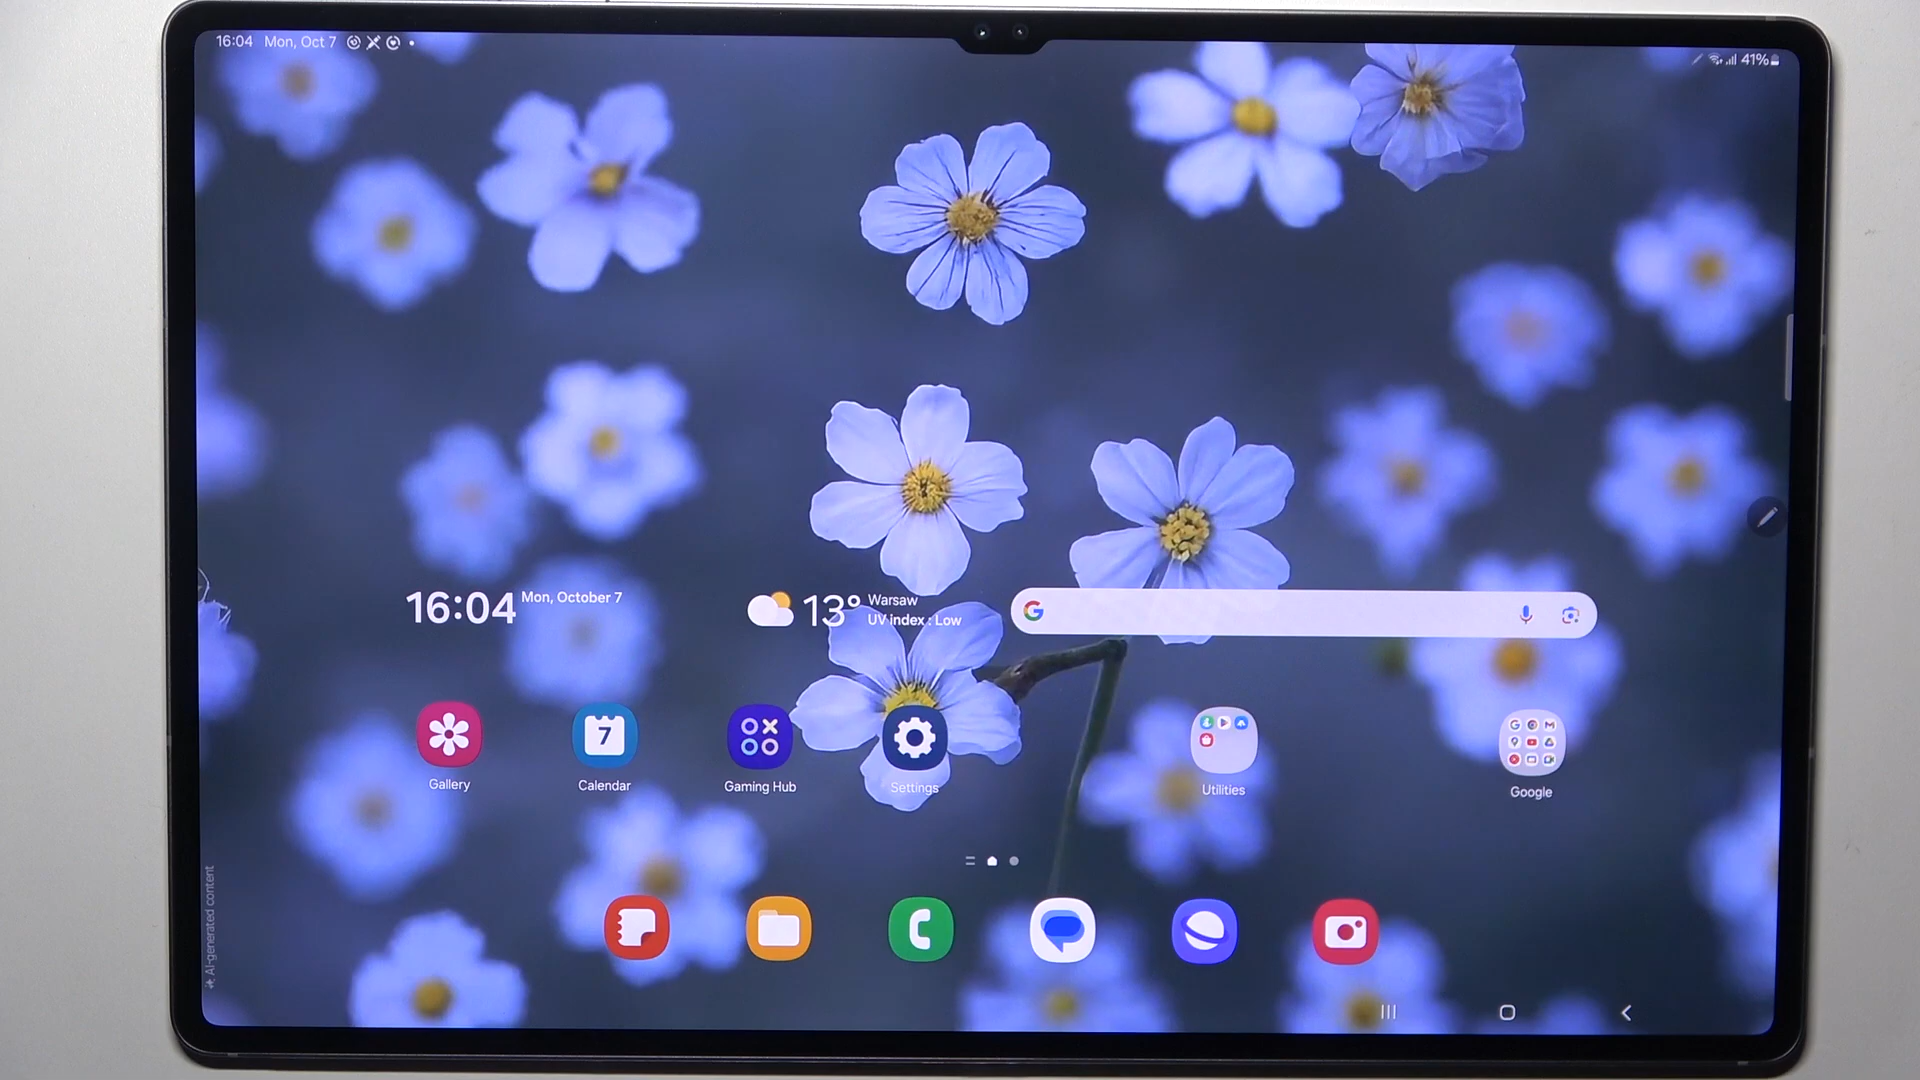 16:04 Mon, Oct 7
41%
16:04 Mon, October 7
13° Warsaw
UV index : Low
G
Gallery
7
Calendar
Gaming Hub
Settings
Utilities
Google
AI-generated content